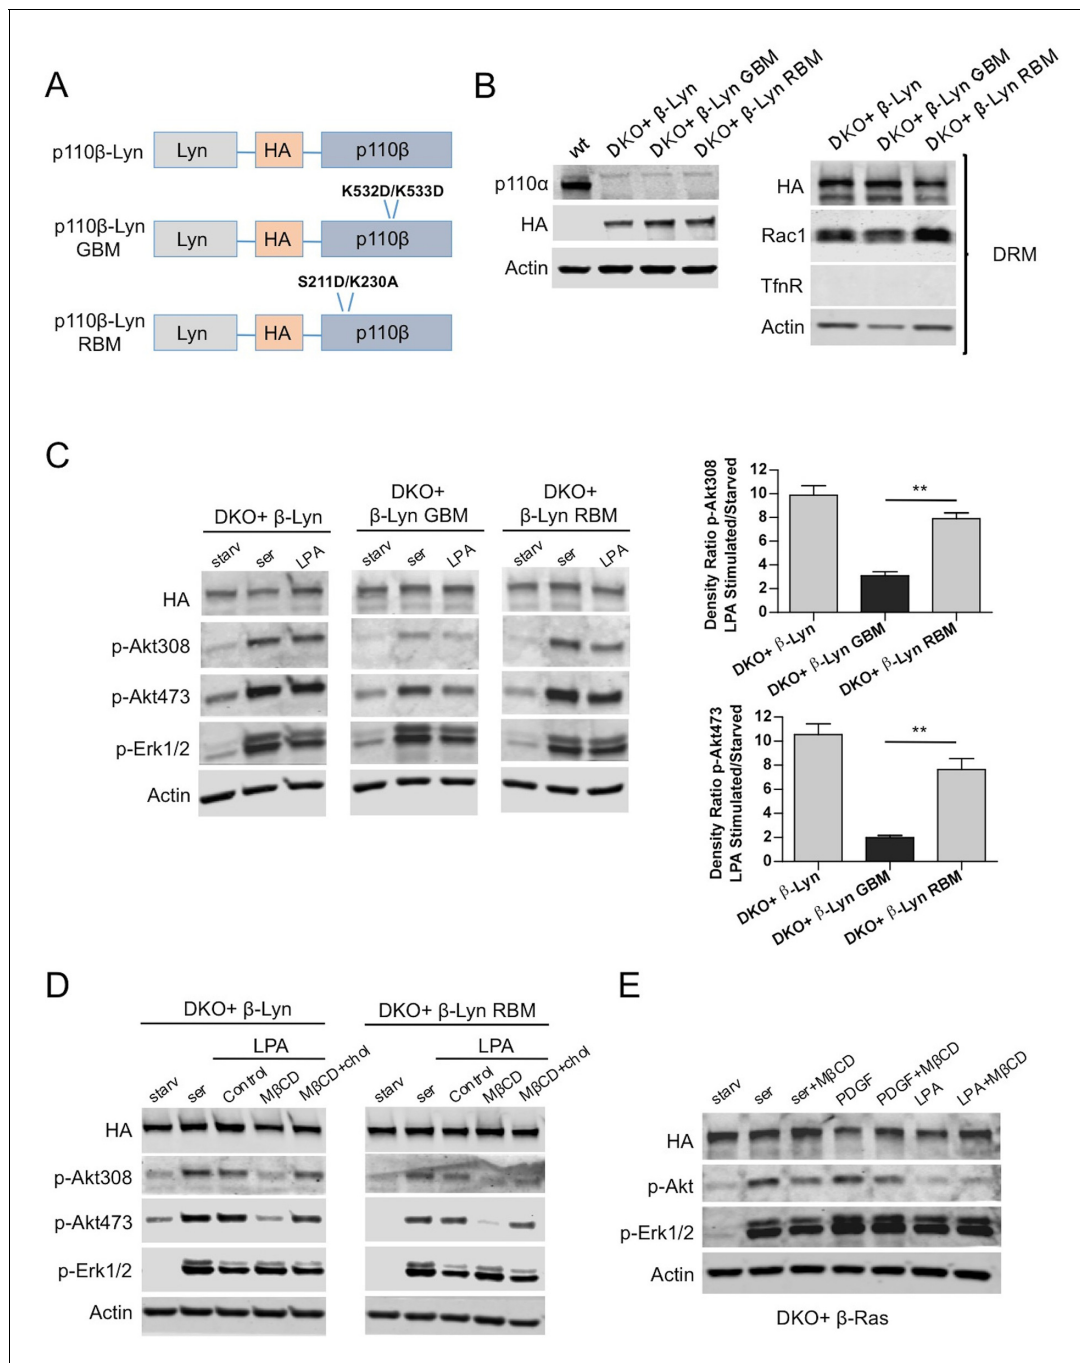 A
p110β-Lyn
Lyn
HA
p110β
K532D/K533D
p110β-Lyn
GBM
Lyn
HA
p110β
S211D/K230A
p110β-Lyn
RBM
Lyn
HA
p110β
B
wt
DKO+ β-Lyn
DKO+ β-Lyn GBM
DKO+ β-Lyn RBM
p110α
HA
Actin
DKO+ β-Lyn
DKO+ β-Lyn GBM
DKO+ β-Lyn RBM
HA
Rac1
TfnR
Actin
DRM
C
DKO+ β-Lyn
DKO+
β-Lyn GBM
DKO+
β-Lyn RBM
starv
ser
LPA
starv
ser
LPA
starv
ser
LPA
HA
p-Akt308
p-Akt473
p-Erk1/2
Actin
Density Ratio p-Akt308
LPA Stimulated/Starved
12
10
8
6
4
2
0
**
DKO+ β-Lyn
DKO+ β-Lyn GBM
DKO+ β-Lyn RBM
Density Ratio p-Akt473
LPA Stimulated/Starved
12
10
8
6
4
2
0
**
DKO+ β-Lyn
DKO+ β-Lyn GBM
DKO+ β-Lyn RBM
D
DKO+ β-Lyn
DKO+ β-Lyn RBM
LPA
LPA
starv
ser
Control
MβCD
MβCD+chol
starv
ser
Control
MβCD
MβCD+chol
HA
p-Akt308
p-Akt473
p-Erk1/2
Actin
E
starv
ser
ser+MβCD
PDGF
PDGF+MβCD
LPA
LPA+MβCD
HA
p-Akt
p-Erk1/2
Actin
DKO+ β-Ras